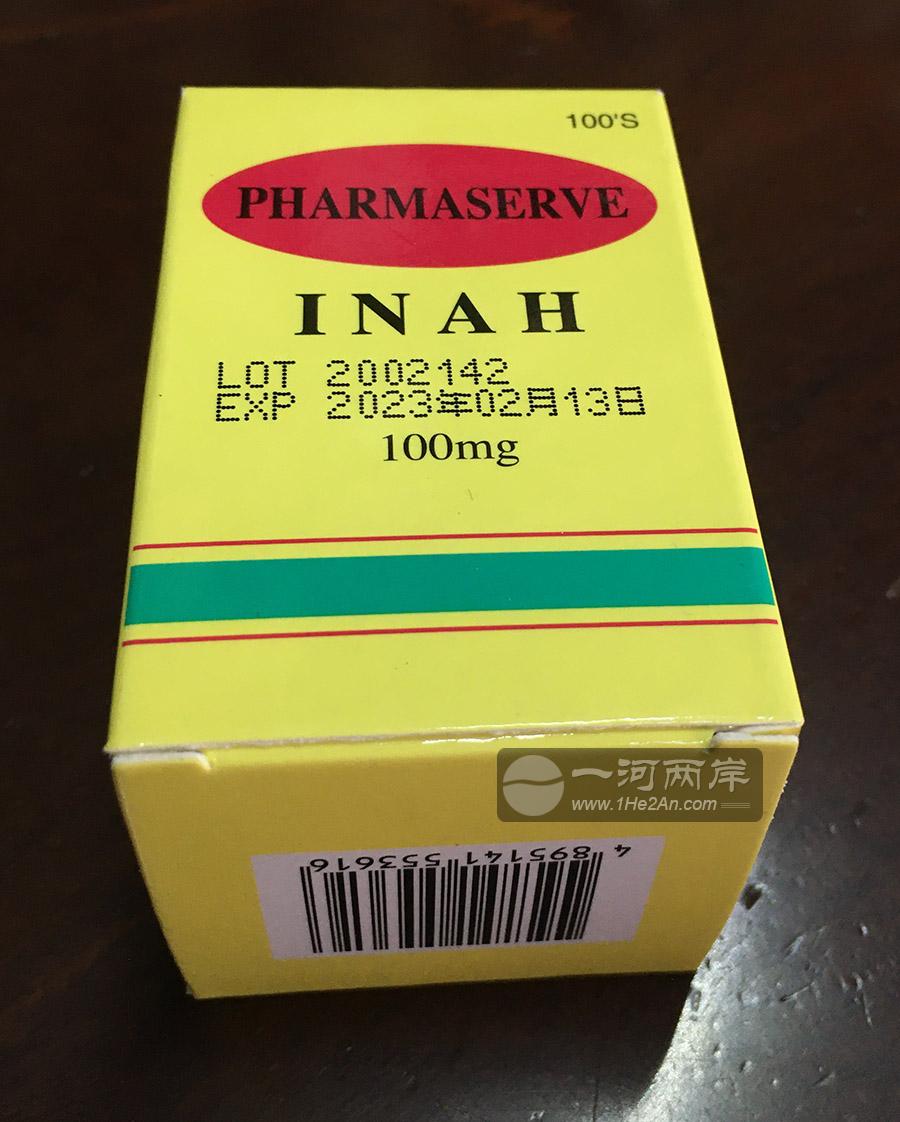 100'S
PHARMASERVE
INAH
LOT 2002142
EXP 2023年02月13日
100mg
一河两岸
www.1He2An.com
4 895141 553616